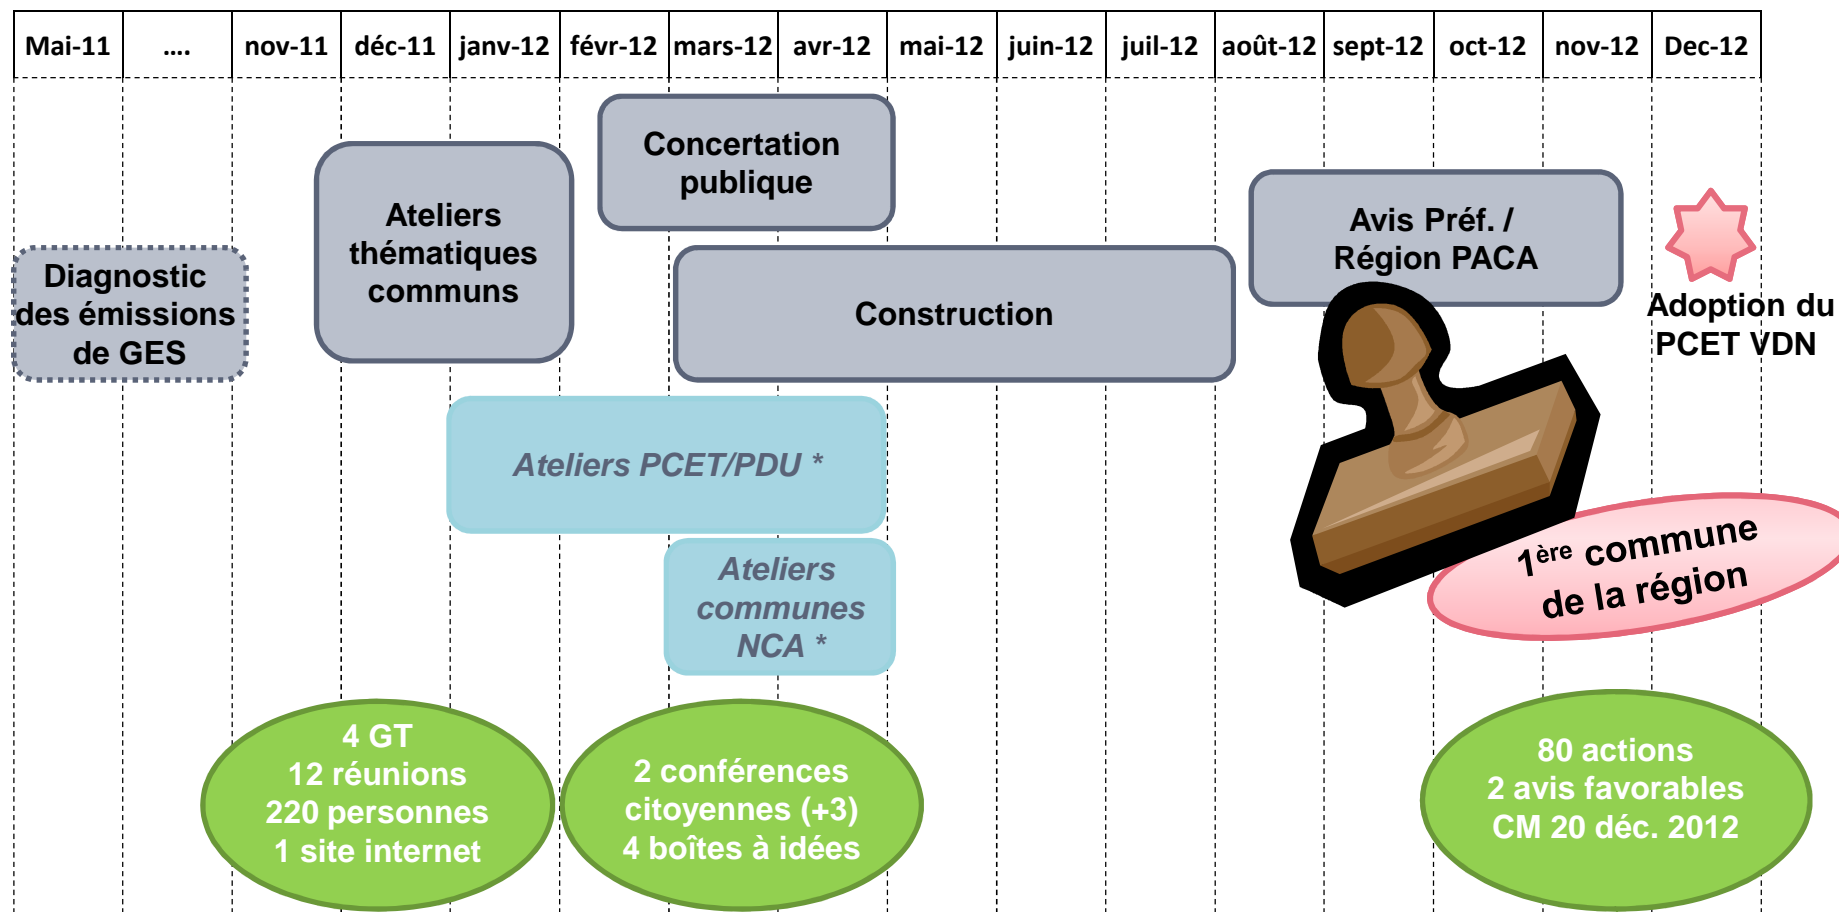 Mai-11 .... nov-11 déc-11 janv-12 févr-12 mars-12 avr-12 mai-12 juin-12 juil-12 août-12 sept-12 oct-12 nov-12 Dec-12
Diagnostic
des émissions
de GES
Ateliers
thématiques
communs
Concertation
publique
Construction
Avis Préf. /
Région PACA
Adoption du
PCET VDN
Ateliers PCET/PDU *
Ateliers
communes
NCA *
1ère commune
de la région
4 GT
12 réunions
220 personnes
1 site internet
2 conférences
citoyennes (+3)
4 boîtes à idées
80 actions
2 avis favorables
CM 20 déc. 2012